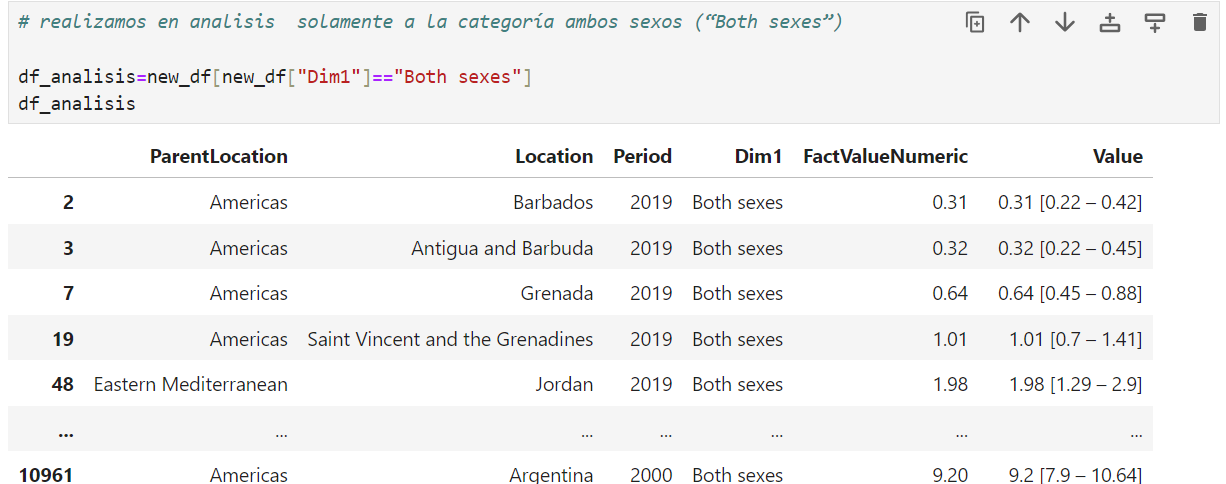 # realizamos en analisis  solamente a la categoría ambos sexos (“Both sexes”)
df_analisis=new_df[new_df["Dim1"]=="Both sexes"]
df_analisis
ParentLocation Location Period Dim1 FactValueNumeric Value
2 Americas Barbados 2019 Both sexes 0.31 0.31 [0.22 – 0.42]
3 Americas Antigua and Barbuda 2019 Both sexes 0.32 0.32 [0.22 – 0.45]
7 Americas Grenada 2019 Both sexes 0.64 0.64 [0.45 – 0.88]
19 Americas Saint Vincent and the Grenadines 2019 Both sexes 1.01 1.01 [0.7 – 1.41]
48 Eastern Mediterranean Jordan 2019 Both sexes 1.98 1.98 [1.29 – 2.9]
... ... ... ... ... ... ...
10961 Americas Argentina 2000 Both sexes 9.20 9.2 [7.9 – 10.64]